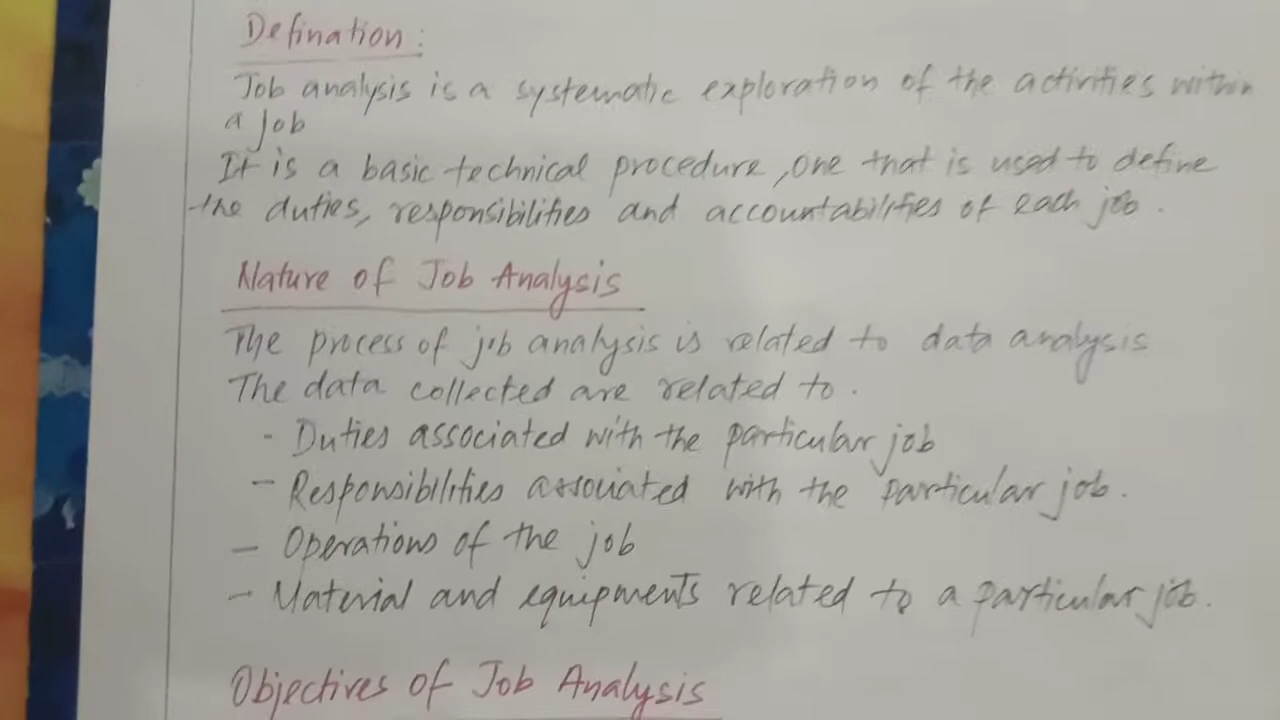 Defination :
Job analysis is a systematic exploration of the activities within
a job
It is a basic technical procedure, one that is used to define
the duties, responsibilities and accountabilities of each job .
Nature of Job Analysis
The process of job analysis is related to data analysis
The data collected are related to .
- Duties associated with the particular job
- Responsibilities associated with the particular job.
- Operations of the job
- Material and equipments related to a particular job.
Objectives of Job Analysis